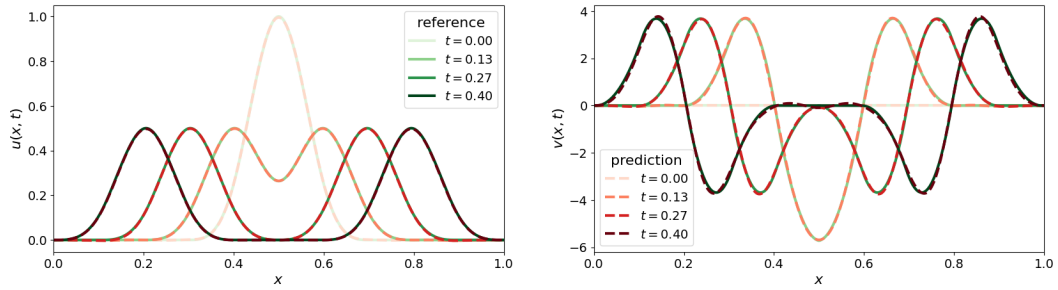 reference
t = 0.00
t = 0.13
t = 0.27
t = 0.40
u(x, t)
1.0
0.8
0.6
0.4
0.2
0.0
0.0 0.2 0.4 0.6 0.8 1.0
x
v(x, t)
4
2
0
−2
−4
−6
prediction
t = 0.00
t = 0.13
t = 0.27
t = 0.40
0.0 0.2 0.4 0.6 0.8 1.0
x